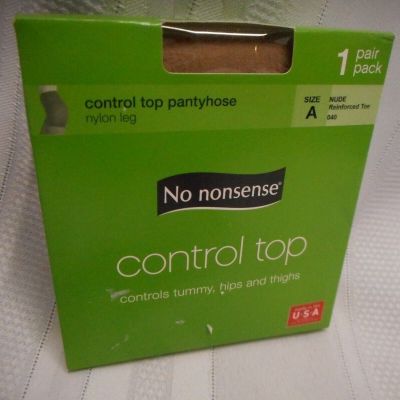 1 pair
pack
control top pantyhose
nylon leg
SIZE
A
NUDE
Reinforced Toe
040
No nonsense®
control top
controls tummy, hips and thighs
USA